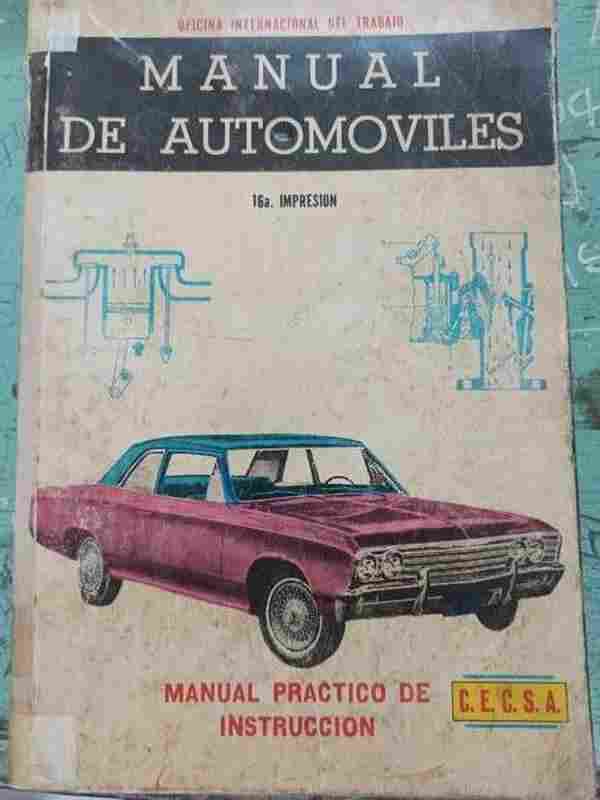 OFICINA INTERNACIONAL DEL TRABAJO
MANUAL
DE AUTOMOVILES
16a. IMPRESION
MANUAL PRACTICO DE
INSTRUCCION
C. E. C. S. A.